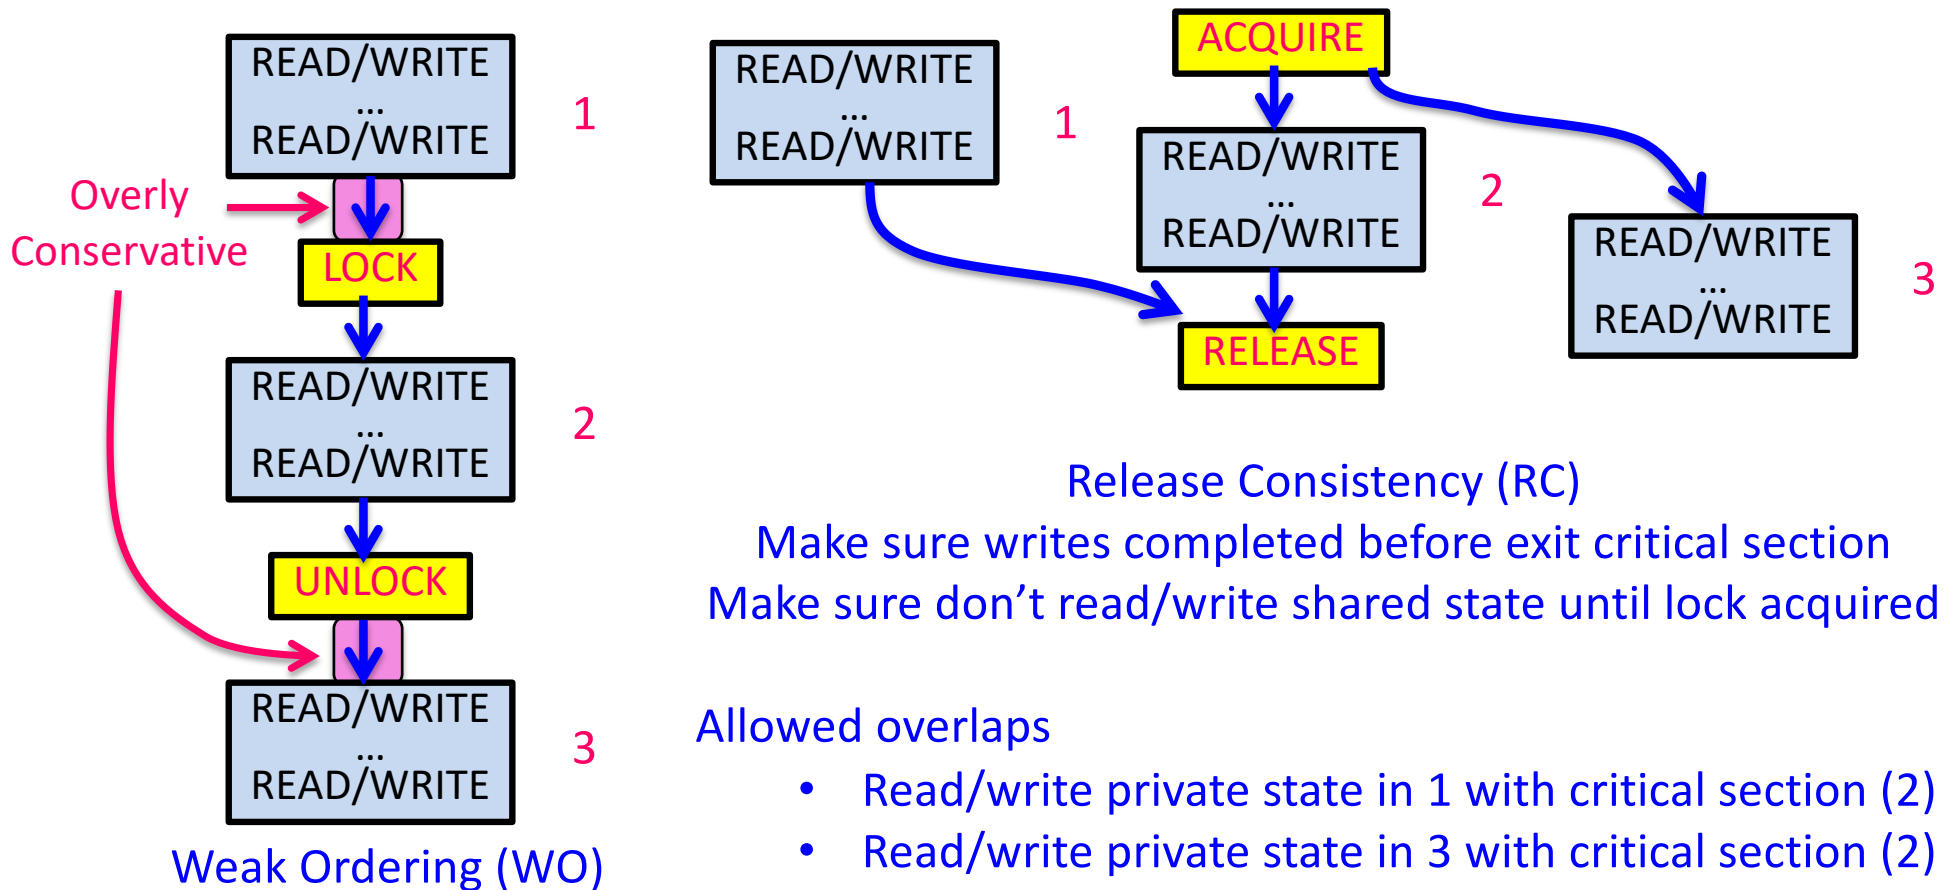 READ/WRITE
...
READ/WRITE
1
Overly
Conservative
LOCK
READ/WRITE
...
READ/WRITE
2
UNLOCK
READ/WRITE
...
READ/WRITE
3
Weak Ordering (WO)
READ/WRITE
...
READ/WRITE
1
ACQUIRE
READ/WRITE
...
READ/WRITE
2
RELEASE
READ/WRITE
...
READ/WRITE
3
Release Consistency (RC)
Make sure writes completed before exit critical section
Make sure don’t read/write shared state until lock acquired
Allowed overlaps
• Read/write private state in 1 with critical section (2)
• Read/write private state in 3 with critical section (2)